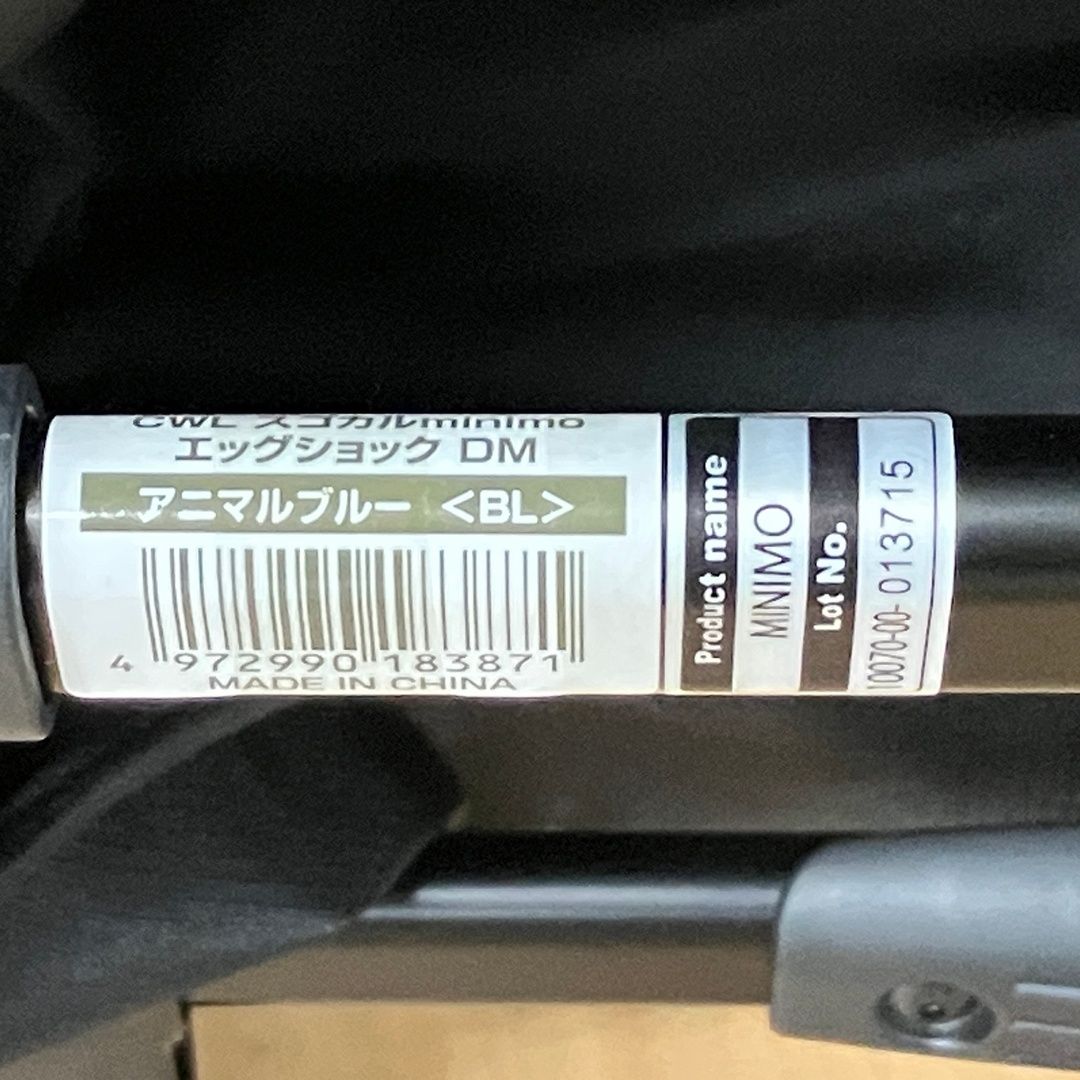 CWL スゴカルminimo
エッグショック DM
アニマルブルー <BL>
4 972990 183871
MADE IN CHINA
Product name
MINIMO
Lot No.
10070-00- 013715